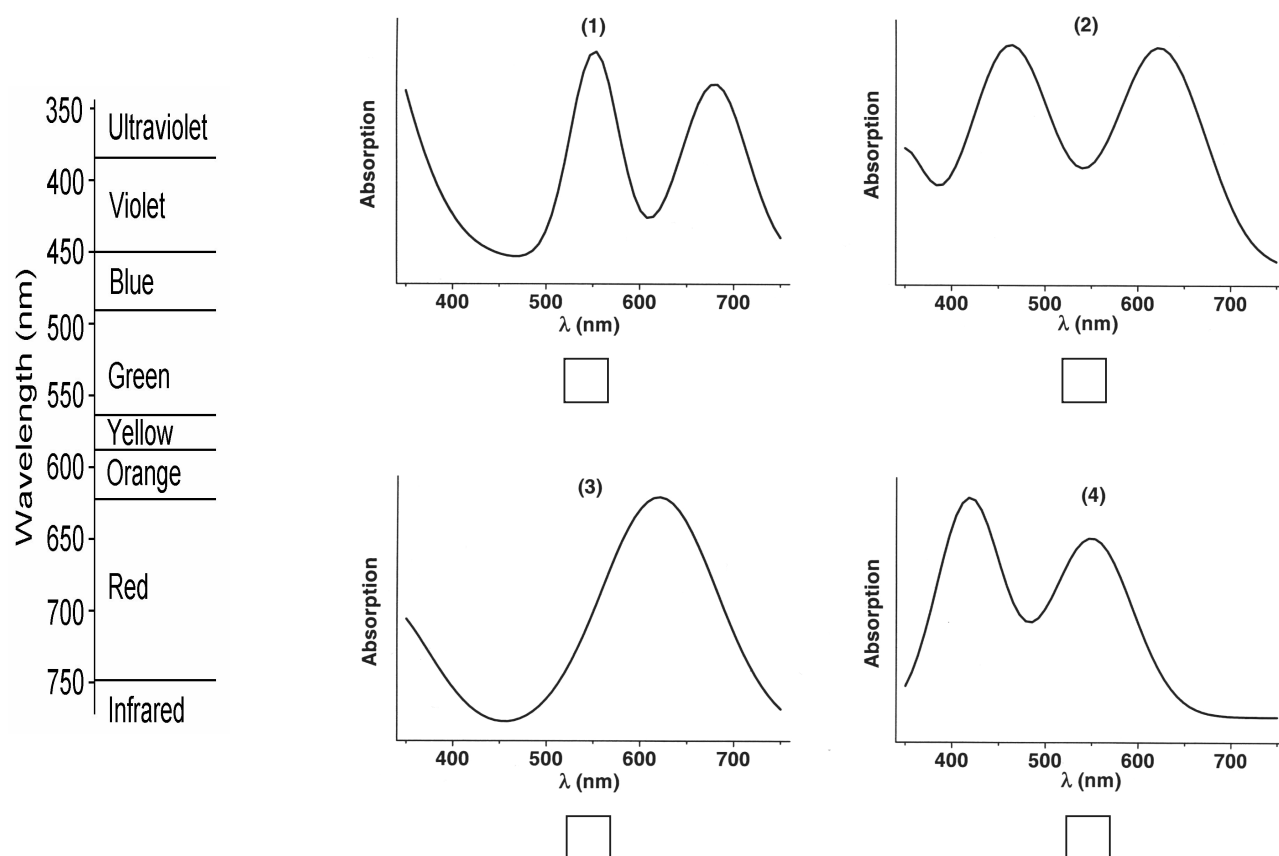 Wavelength (nm)
350
Ultraviolet
400
Violet
450
Blue
500
Green
550
Yellow
600
Orange
650
Red
700
750
Infrared
(1)
Absorption
400 500 600 700
λ (nm)
(2)
Absorption
400 500 600 700
λ (nm)
(3)
Absorption
400 500 600 700
λ (nm)
(4)
Absorption
400 500 600 700
λ (nm)